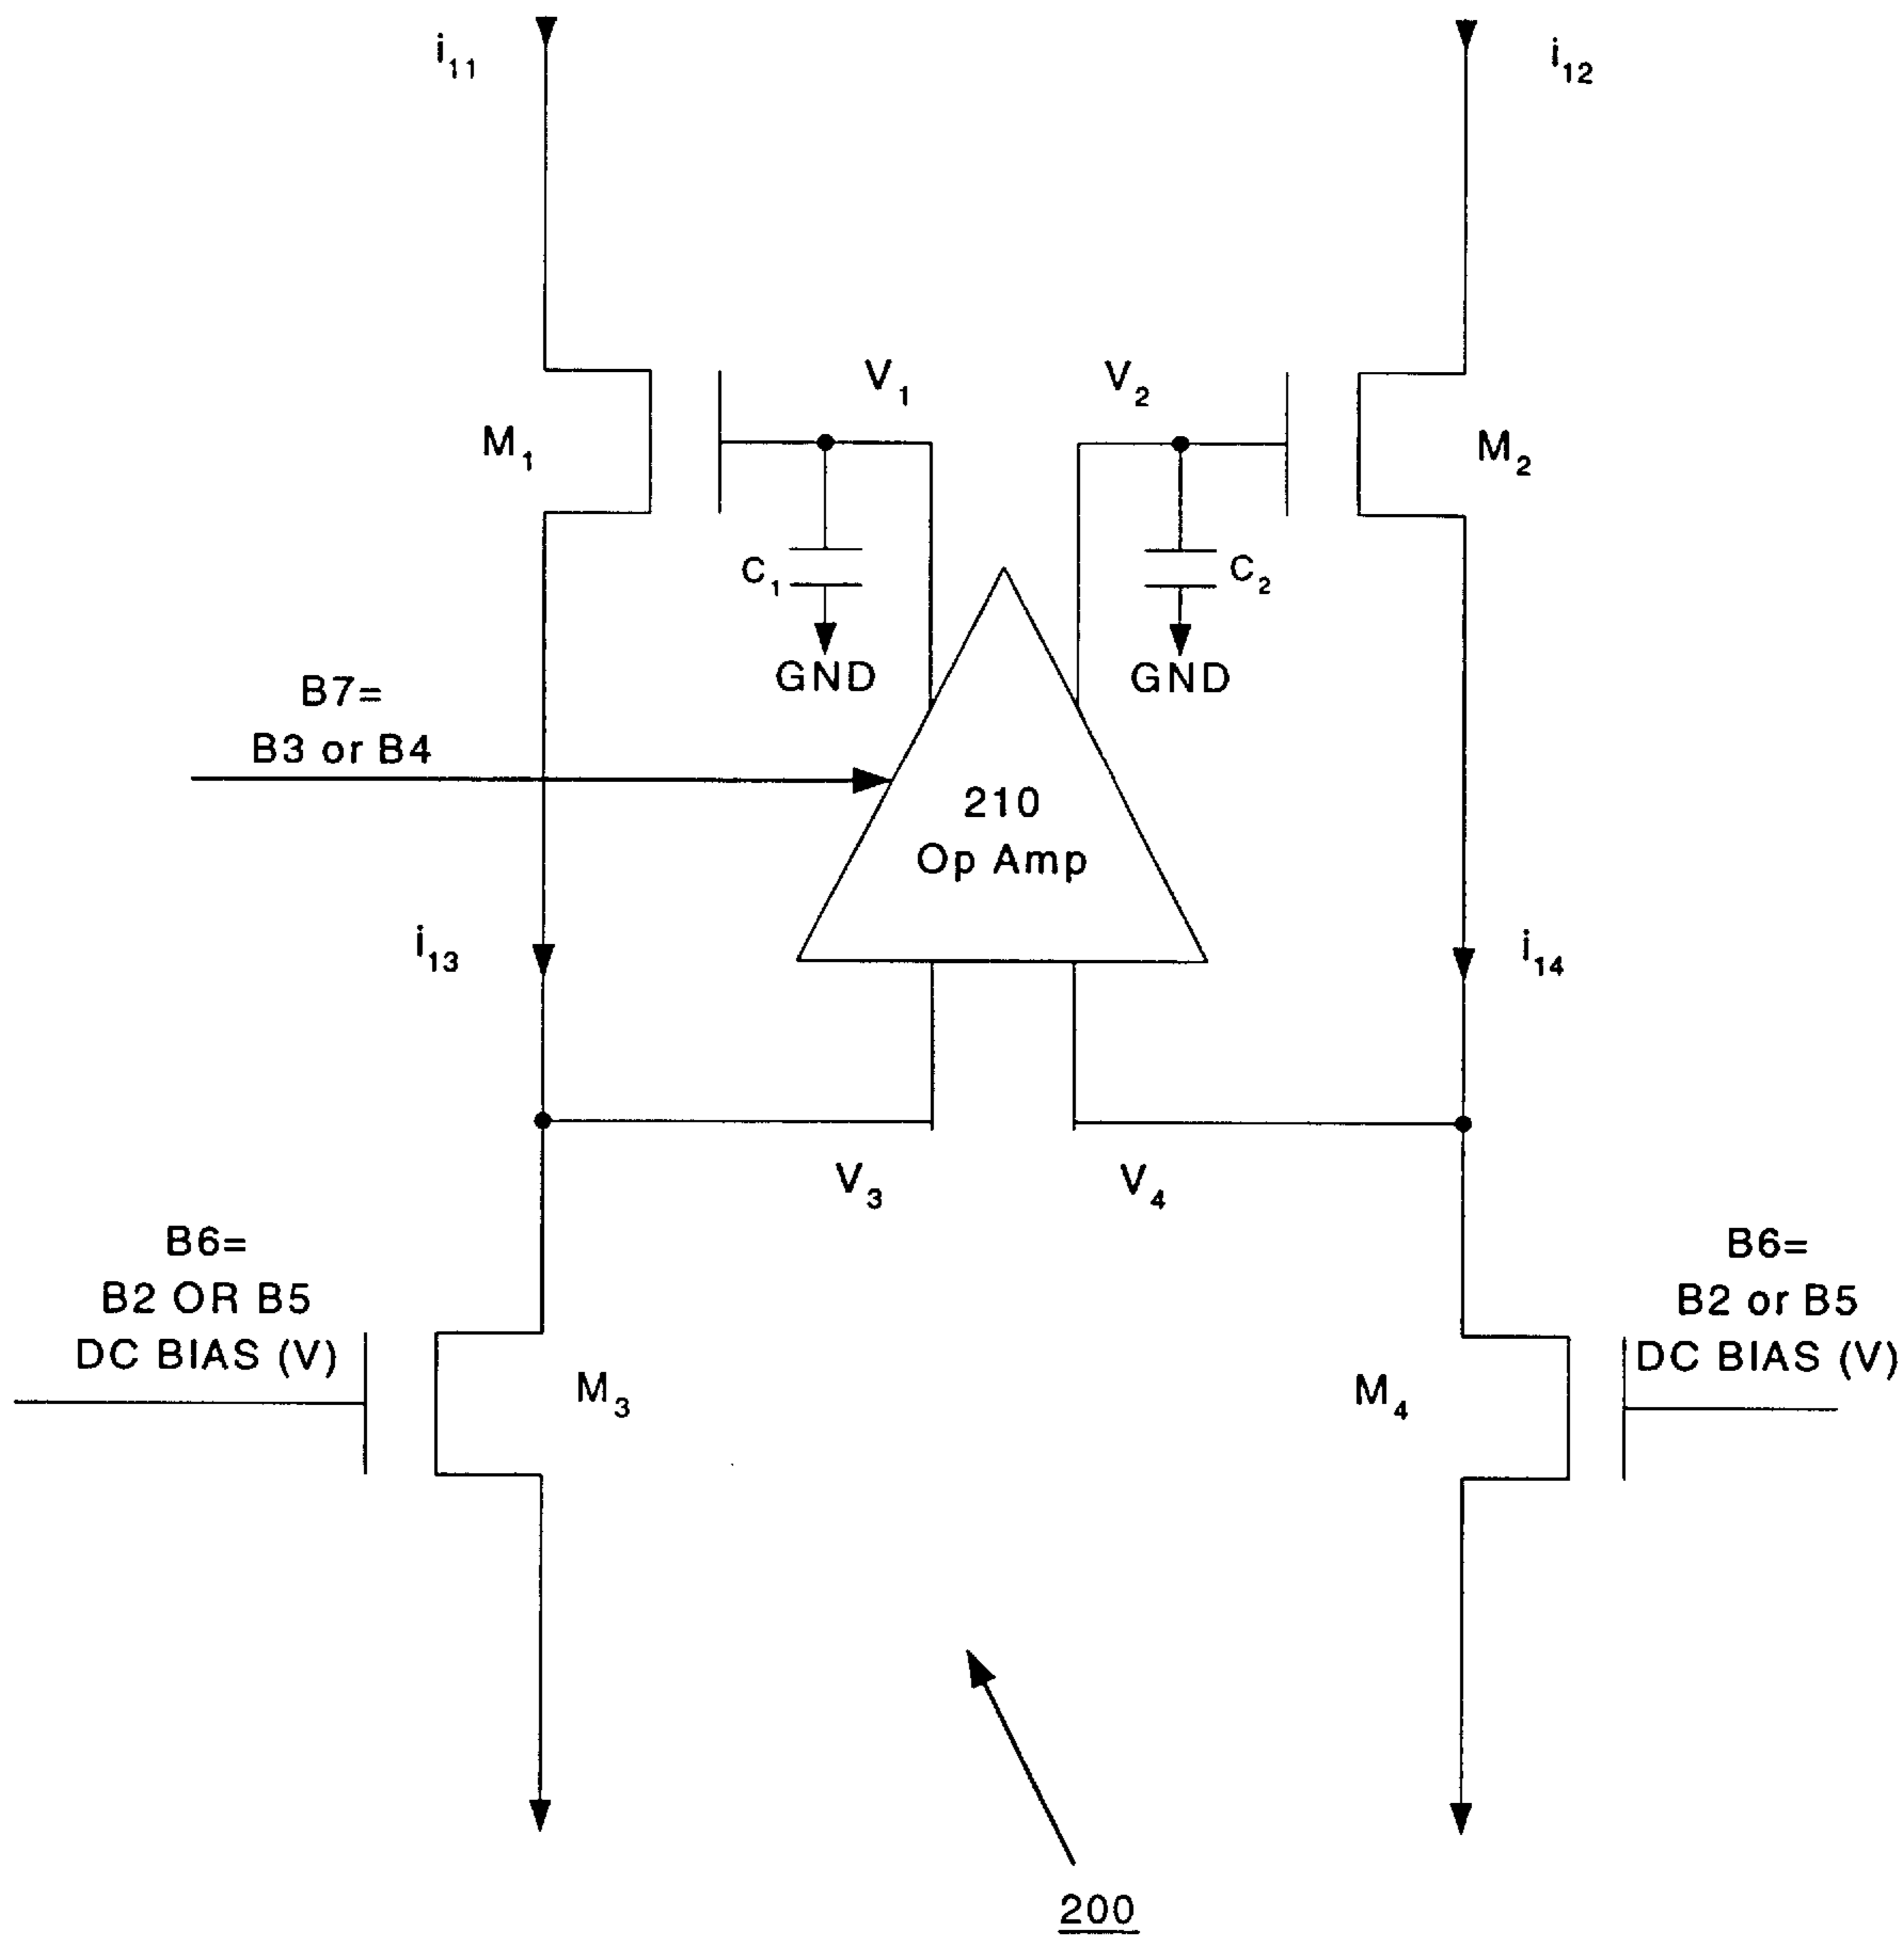 i11
i12
V1
V2
M1
M2
C1
C2
GND
GND
B7=
B3 or B4
210
Op Amp
i13
i14
V3
V4
B6=
B2 OR B5
DC BIAS (V)
B6=
B2 or B5
DC BIAS (V)
M3
M4
200